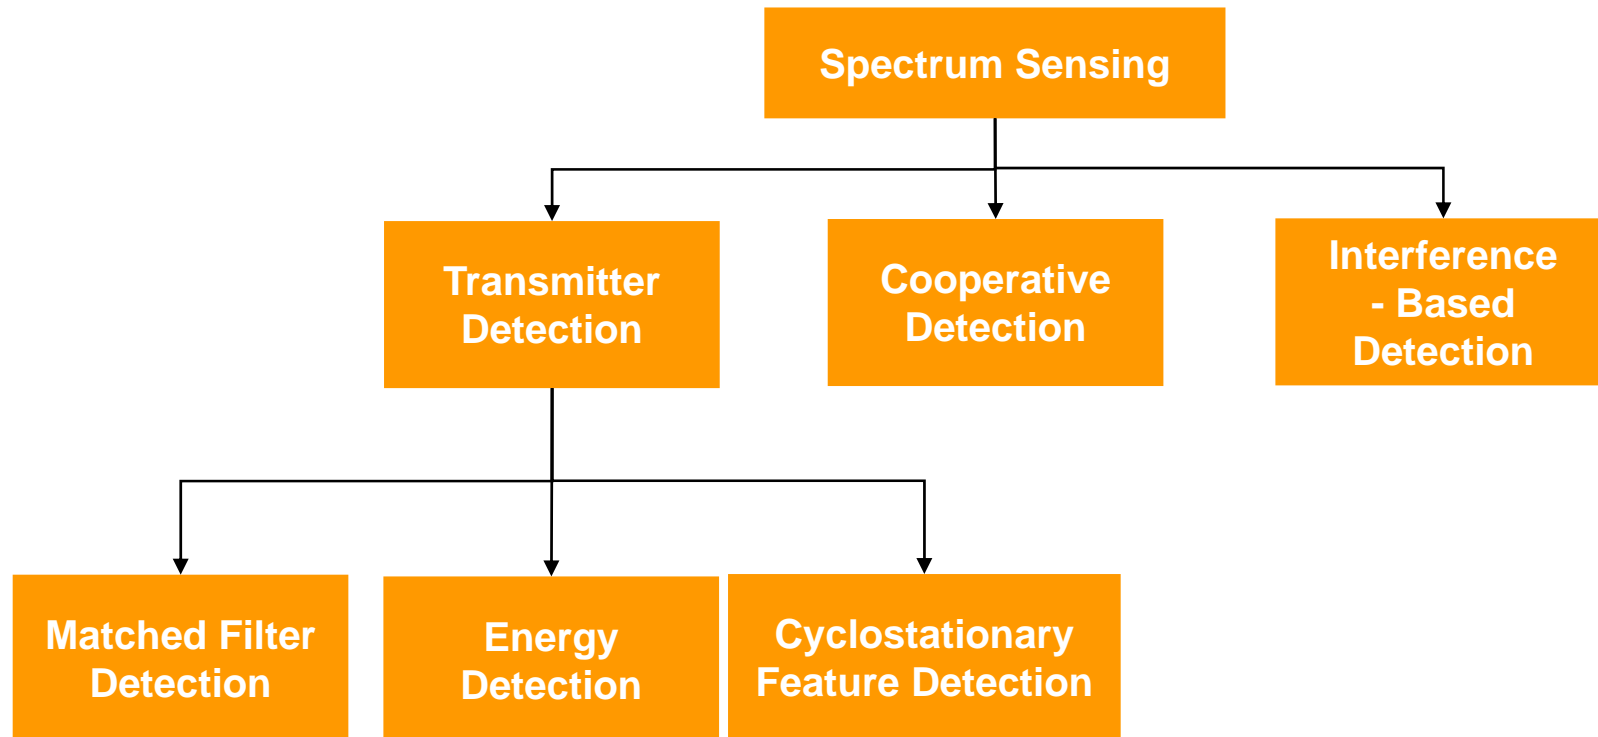 Spectrum Sensing
Transmitter
Detection
Cooperative
Detection
Interference
- Based
Detection
Matched Filter
Detection
Energy
Detection
Cyclostationary
Feature Detection